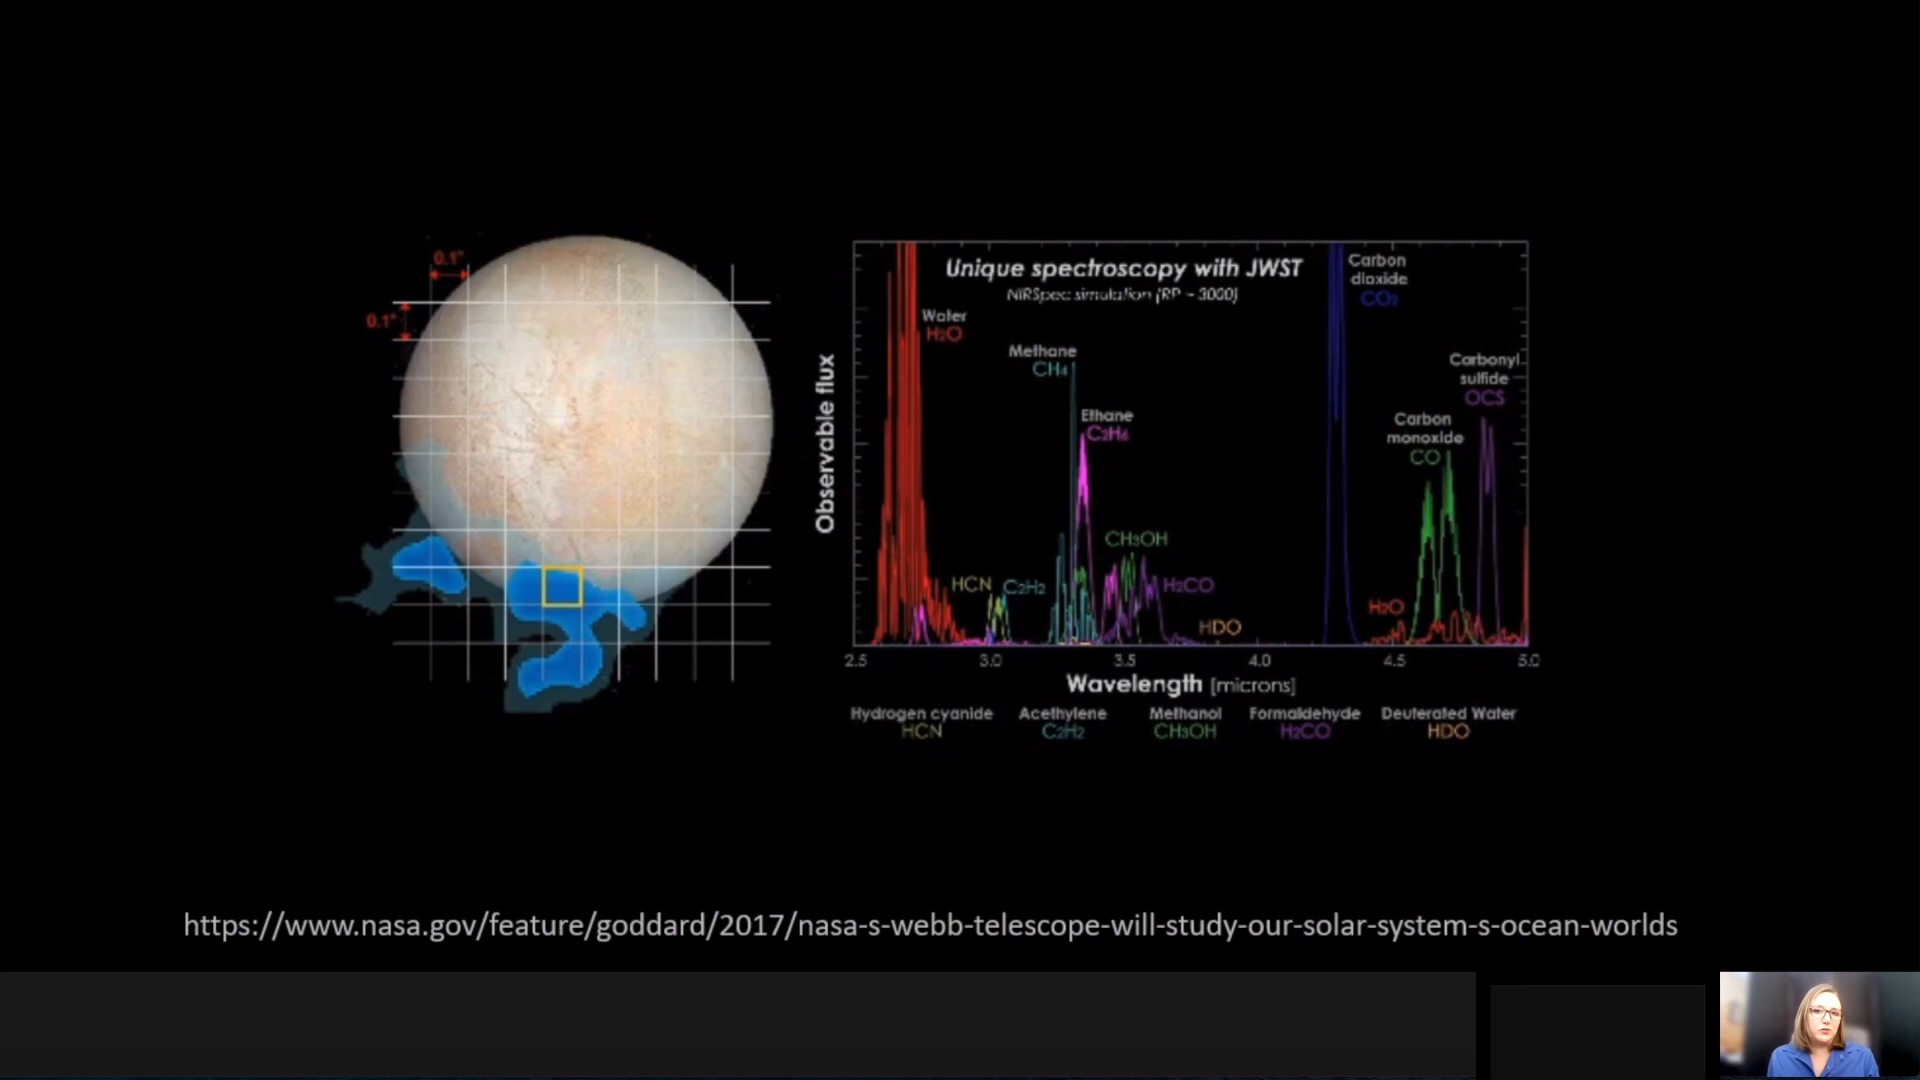 0.1"
0.1"
Unique spectroscopy with JWST
NIRSpec simulation (RP ~ 3000)
Water
H₂O
Methane
CH₄
Ethane
C₂H₆
CH₃OH
HCN
C₂H₂
H₂CO
HDO
Carbon
dioxide
CO₂
Carbonyl
sulfide
OCS
Carbon
monoxide
CO
H₂O
Observable flux
2.5 3.0 3.5 4.0 4.5 5.0
Wavelength [microns]
Hydrogen cyanide Acethylene Methanol Formaldehyde Deuterated Water
HCN C₂H₂ CH₃OH H₂CO HDO
https://www.nasa.gov/feature/goddard/2017/nasa-s-webb-telescope-will-study-our-solar-system-s-ocean-worlds